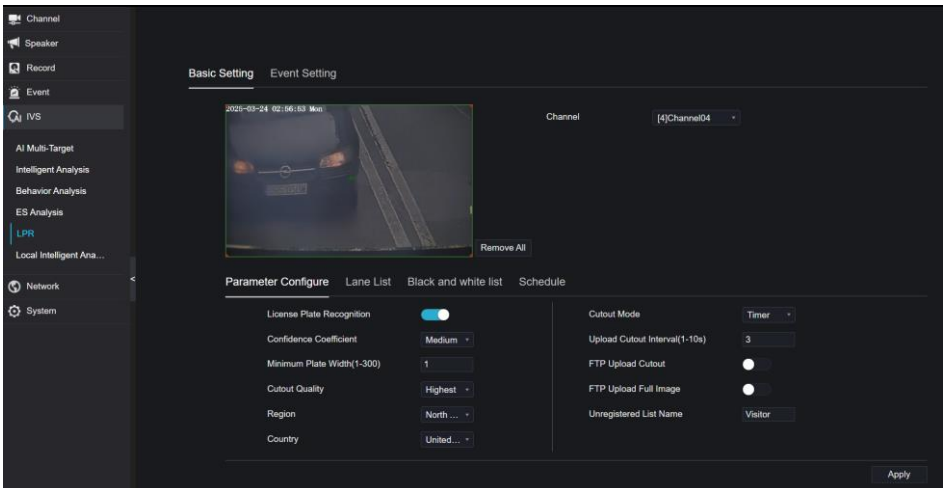 Channel
Speaker
Record
Event
IVS
AI Multi-Target
Intelligent Analysis
Behavior Analysis
ES Analysis
LPR
Local Intelligent Ana...
Network
System
<
Basic Setting Event Setting
2025-03-24 02:56:53 Mon
Channel [4]Channel04
Remove All
Parameter Configure Lane List Black and white list Schedule
License Plate Recognition
Confidence Coefficient Medium
Minimum Plate Width(1-300) 1
Cutout Quality Highest
Region North ...
Country United...
Cutout Mode Timer
Upload Cutout Interval(1-10s) 3
FTP Upload Cutout
FTP Upload Full Image
Unregistered List Name Visitor
Apply